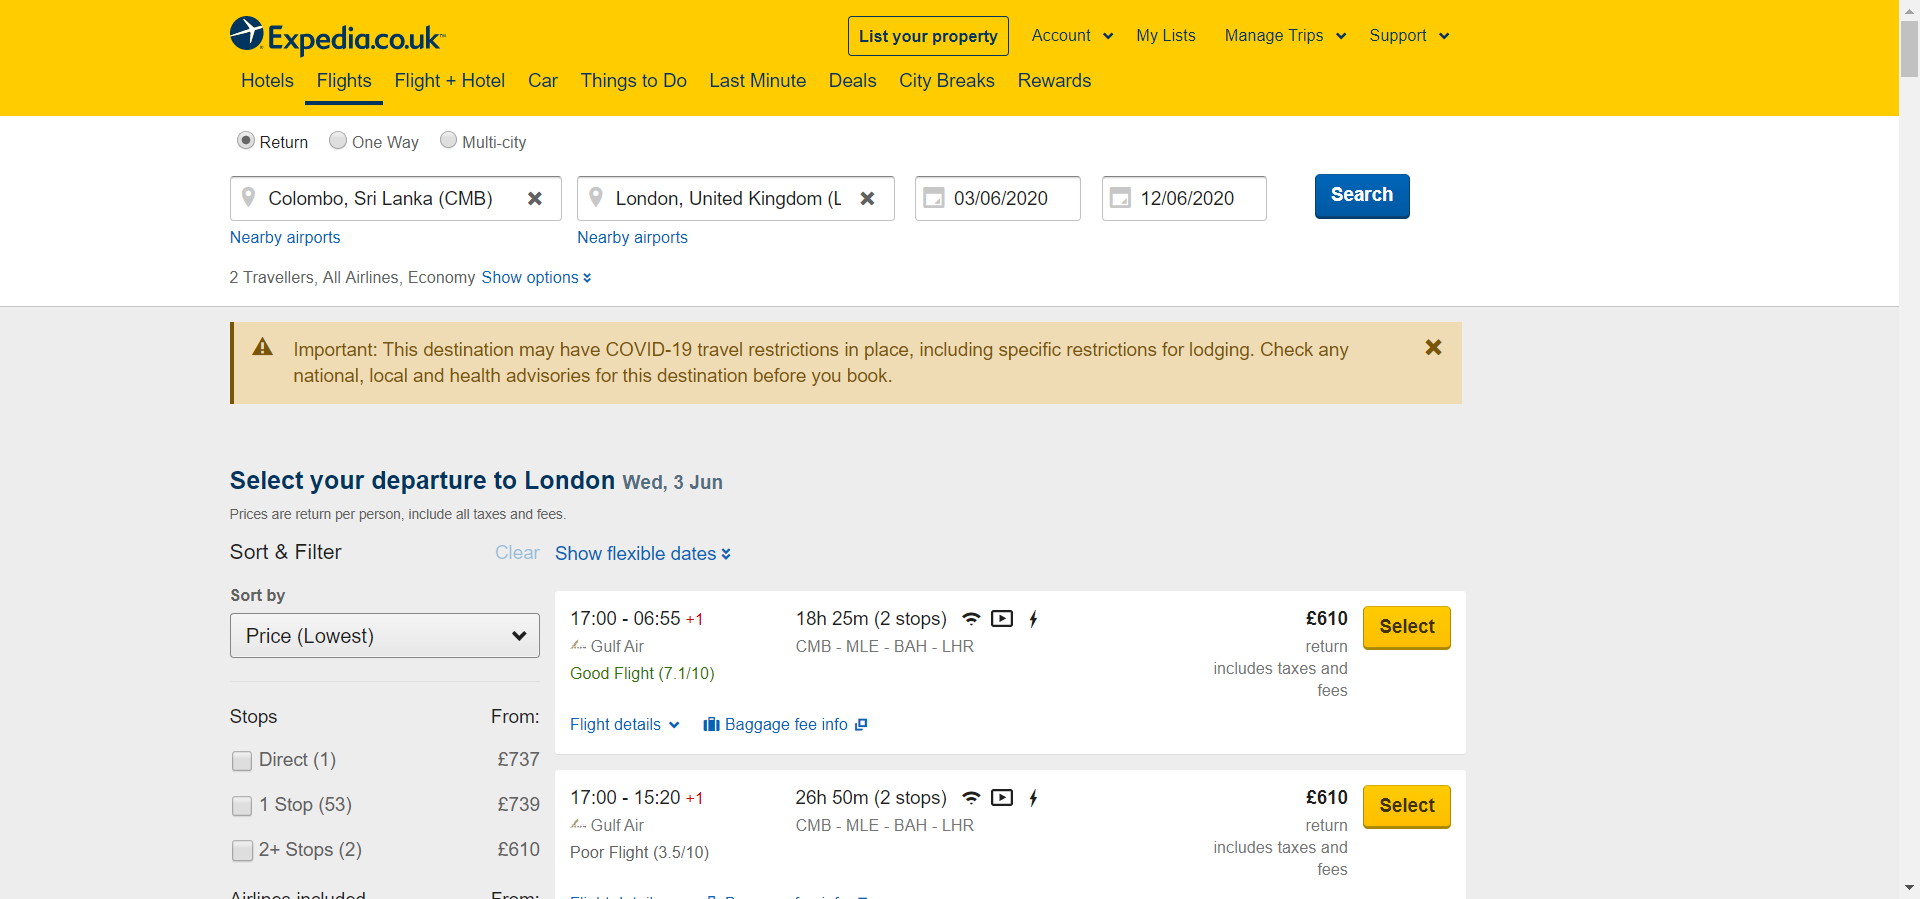 Expedia.co.uk
List your property
Account
My Lists
Manage Trips
Support
Hotels
Flights
Flight + Hotel
Car
Things to Do
Last Minute
Deals
City Breaks
Rewards
Return
One Way
Multi-city
Colombo, Sri Lanka (CMB)
London, United Kingdom (L
03/06/2020
12/06/2020
Search
Nearby airports
Nearby airports
2 Travellers, All Airlines, Economy Show options
Important: This destination may have COVID-19 travel restrictions in place, including specific restrictions for lodging. Check any
national, local and health advisories for this destination before you book.
Select your departure to London Wed, 3 Jun
Prices are return per person, include all taxes and fees.
Sort & Filter
Clear
Show flexible dates
Sort by
Price (Lowest)
Stops
From:
Direct (1)
£737
1 Stop (53)
£739
2+ Stops (2)
£610
Airlines included
From:
17:00 - 06:55 +1
18h 25m (2 stops)
£610
Select
Gulf Air
CMB - MLE - BAH - LHR
return
includes taxes and
fees
Good Flight (7.1/10)
Flight details
Baggage fee info
17:00 - 15:20 +1
26h 50m (2 stops)
£610
Select
Gulf Air
CMB - MLE - BAH - LHR
return
includes taxes and
fees
Poor Flight (3.5/10)